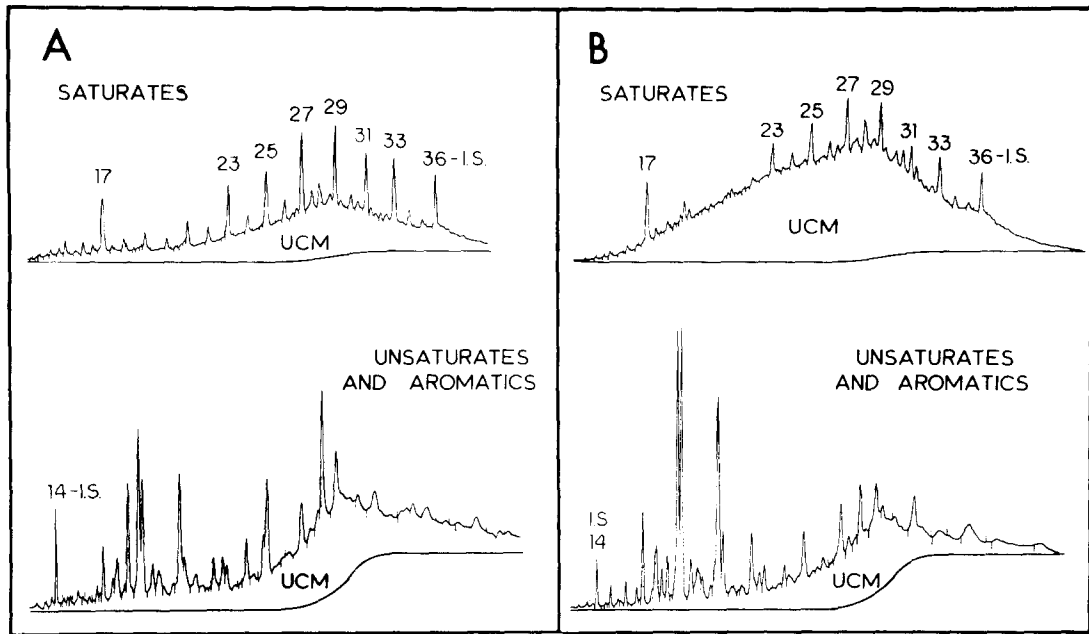 A
SATURATES
17
23
25
27
29
31
33
36-I.S.
UCM
UNSATURATES
AND AROMATICS
14-I.S.
UCM
B
SATURATES
17
23
25
27
29
31
33
36-I.S.
UCM
UNSATURATES
AND AROMATICS
I.S
14
UCM